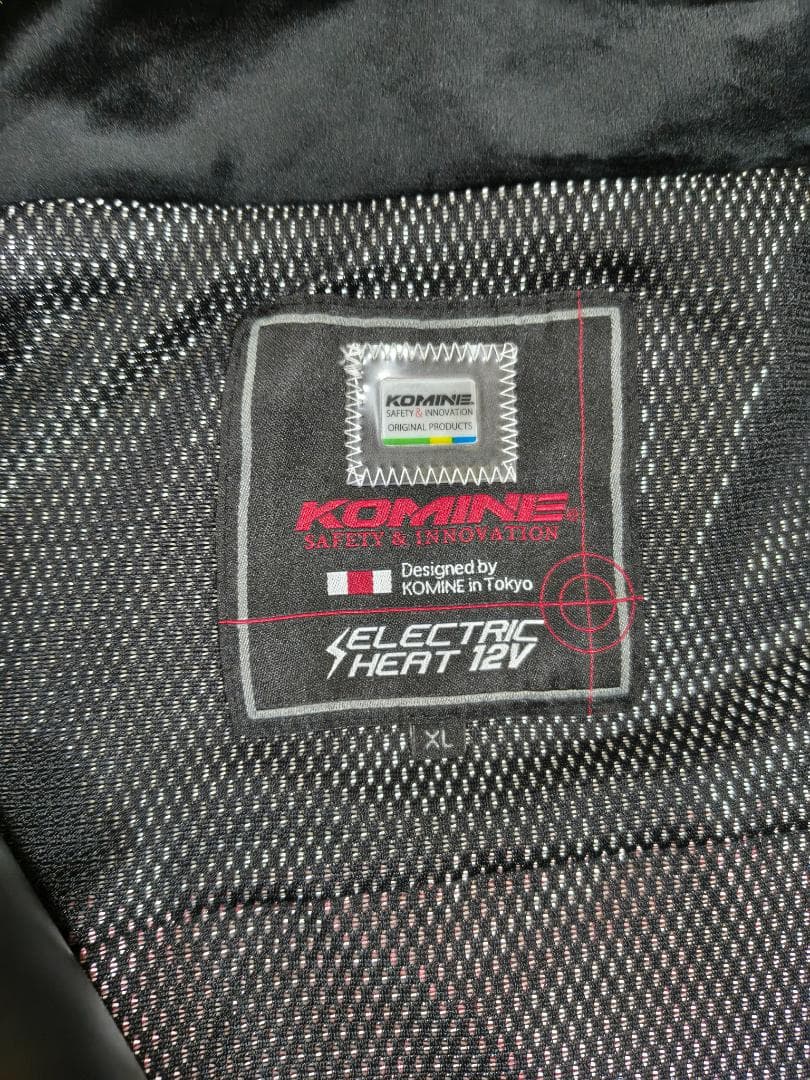 KOMINE
SAFETY & INNOVATION
ORIGINAL PRODUCTS
KOMINE®
SAFETY & INNOVATION
Designed by
KOMINE in Tokyo
ELECTRIC
HEAT 12V
XL